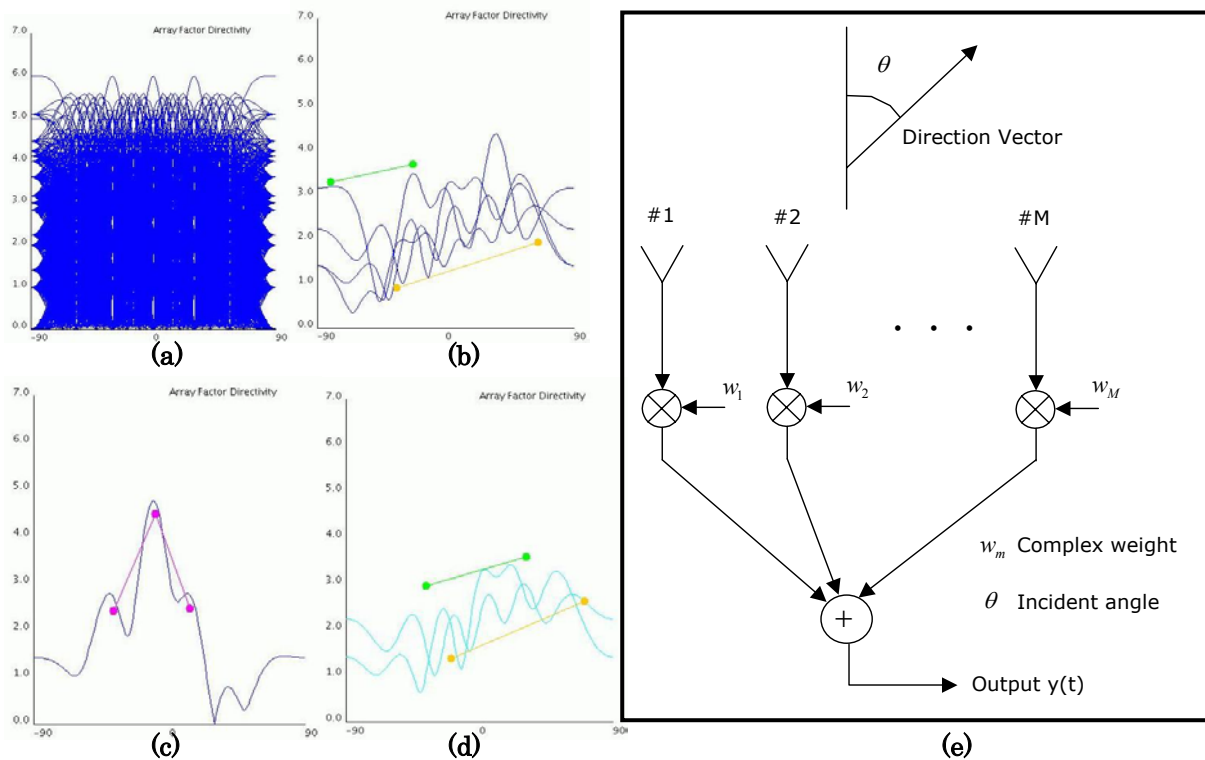 Array Factor Directivity
7.0
6.0
5.0
4.0
3.0
2.0
1.0
0.0
-90
0
90
(a)
Array Factor Directivity
7.0
6.0
5.0
4.0
3.0
2.0
1.0
0.0
-90
0
90
(b)
Array Factor Directivity
7.0
6.0
5.0
4.0
3.0
2.0
1.0
0.0
-90
0
90
(c)
Array Factor Directivity
7.0
6.0
5.0
4.0
3.0
2.0
1.0
0.0
-90
0
90
(d)
θ
Direction Vector
#1
#2
#M
. . .
w1
w2
wM
wm Complex weight
θ Incident angle
+
Output y(t)
(e)